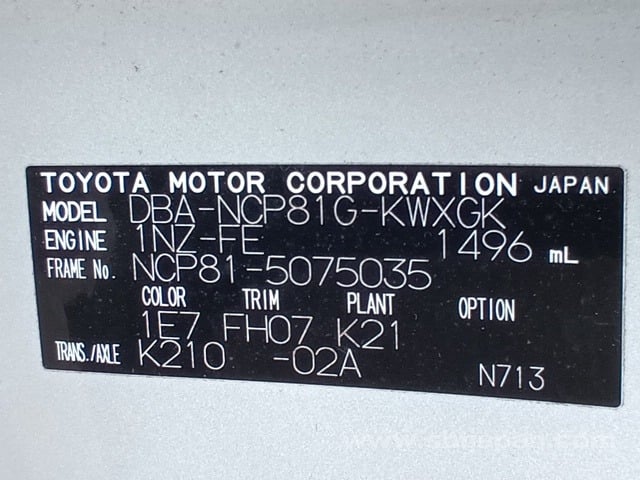 TOYOTA MOTOR CORPORATION JAPAN
MODEL DBA-NCP81G-KWXGK
ENGINE 1NZ-FE 1496 mL
FRAME No. NCP81-5075035
COLOR TRIM PLANT OPTION
1E7 FH07 K21
TRANS./AXLE K210 -02A
N713